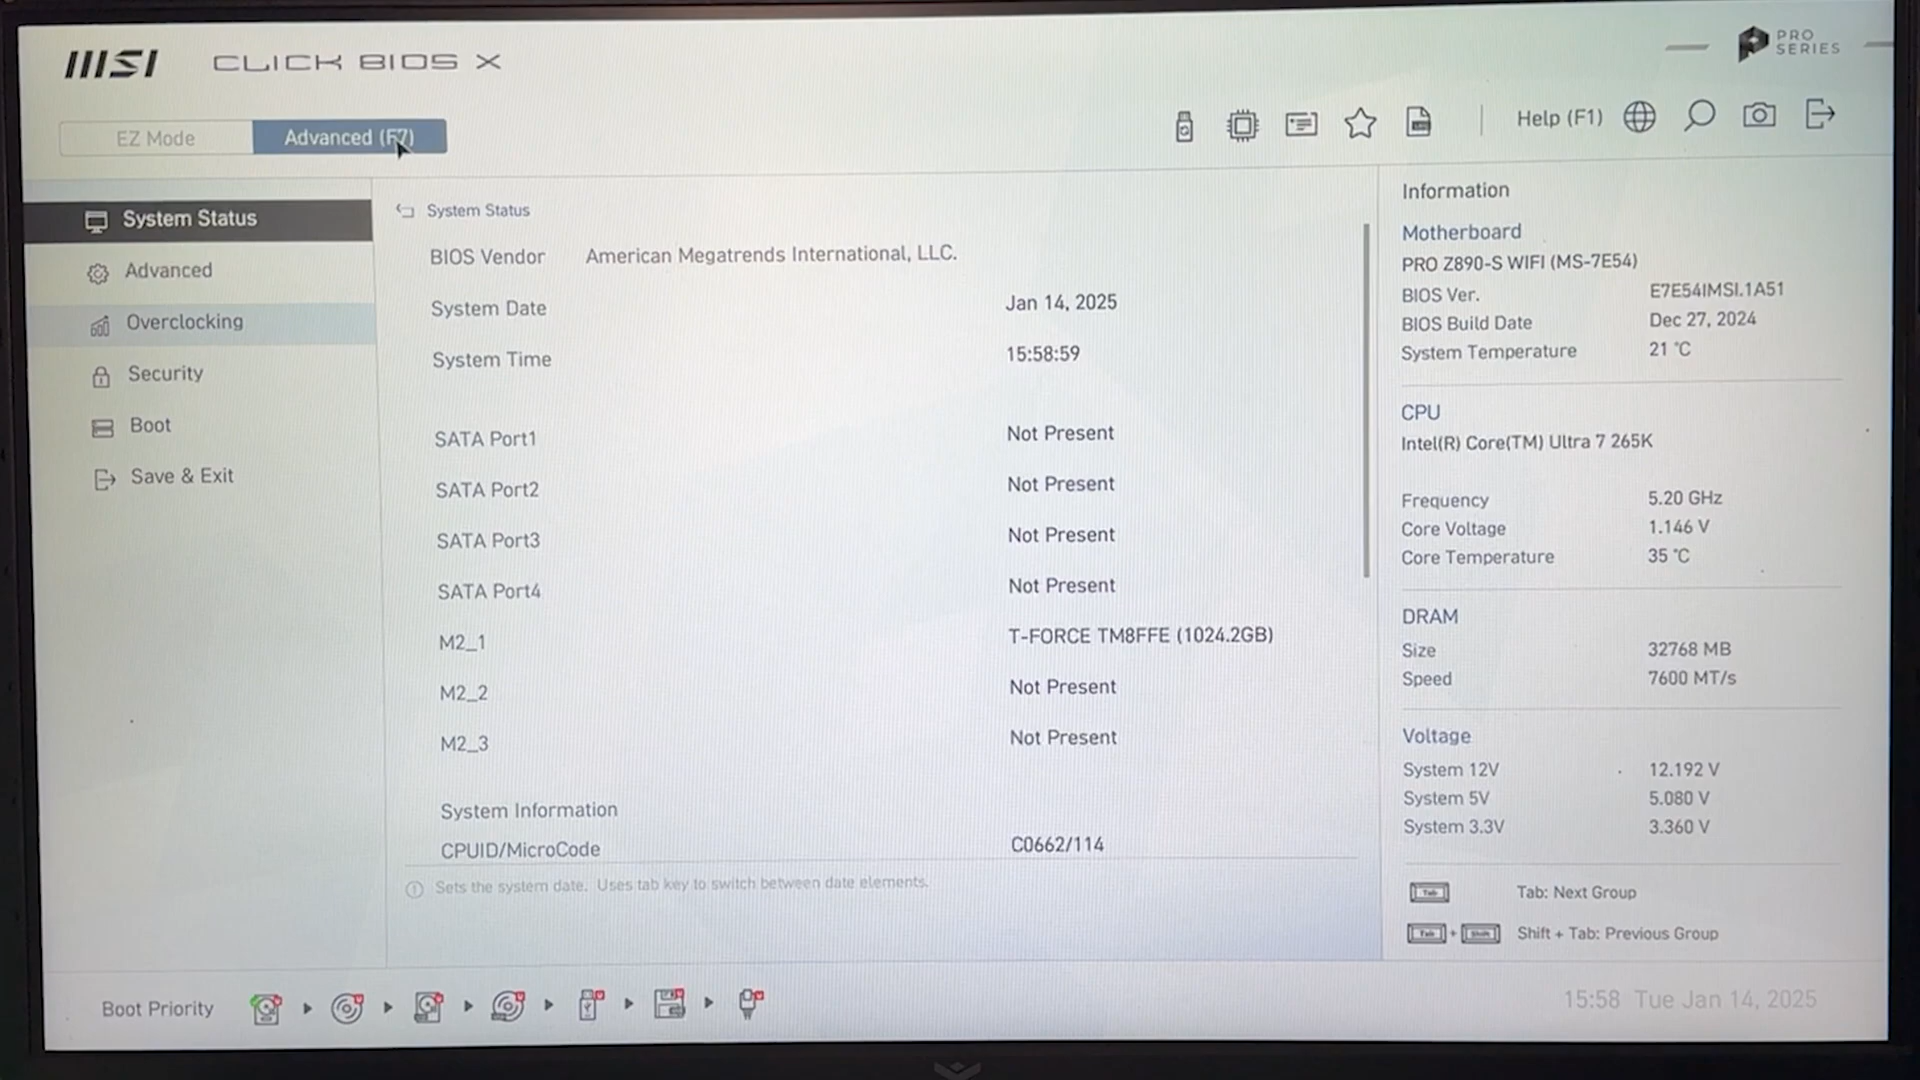 msi CLICK BIOS X
PRO SERIES
EZ Mode
Advanced (F7)
Help (F1)
System Status
Advanced
Overclocking
Security
Boot
Save & Exit
System Status
BIOS Vendor American Megatrends International, LLC.
System Date Jan 14, 2025
System Time 15:58:59
SATA Port1 Not Present
SATA Port2 Not Present
SATA Port3 Not Present
SATA Port4 Not Present
M2_1 T-FORCE TM8FFE (1024.2GB)
M2_2 Not Present
M2_3 Not Present
System Information
CPUID/MicroCode C0662/114
Sets the system date. Uses tab key to switch between date elements.
Information
Motherboard
PRO Z890-S WIFI (MS-7E54)
BIOS Ver. E7E54IMSI.1A51
BIOS Build Date Dec 27, 2024
System Temperature 21 °C
CPU
Intel(R) Core(TM) Ultra 7 265K
Frequency 5.20 GHz
Core Voltage 1.146 V
Core Temperature 35 °C
DRAM
Size 32768 MB
Speed 7600 MT/s
Voltage
System 12V 12.192 V
System 5V 5.080 V
System 3.3V 3.360 V
Tab Tab: Next Group
Tab + Shift Shift + Tab: Previous Group
Boot Priority
15:58 Tue Jan 14, 2025